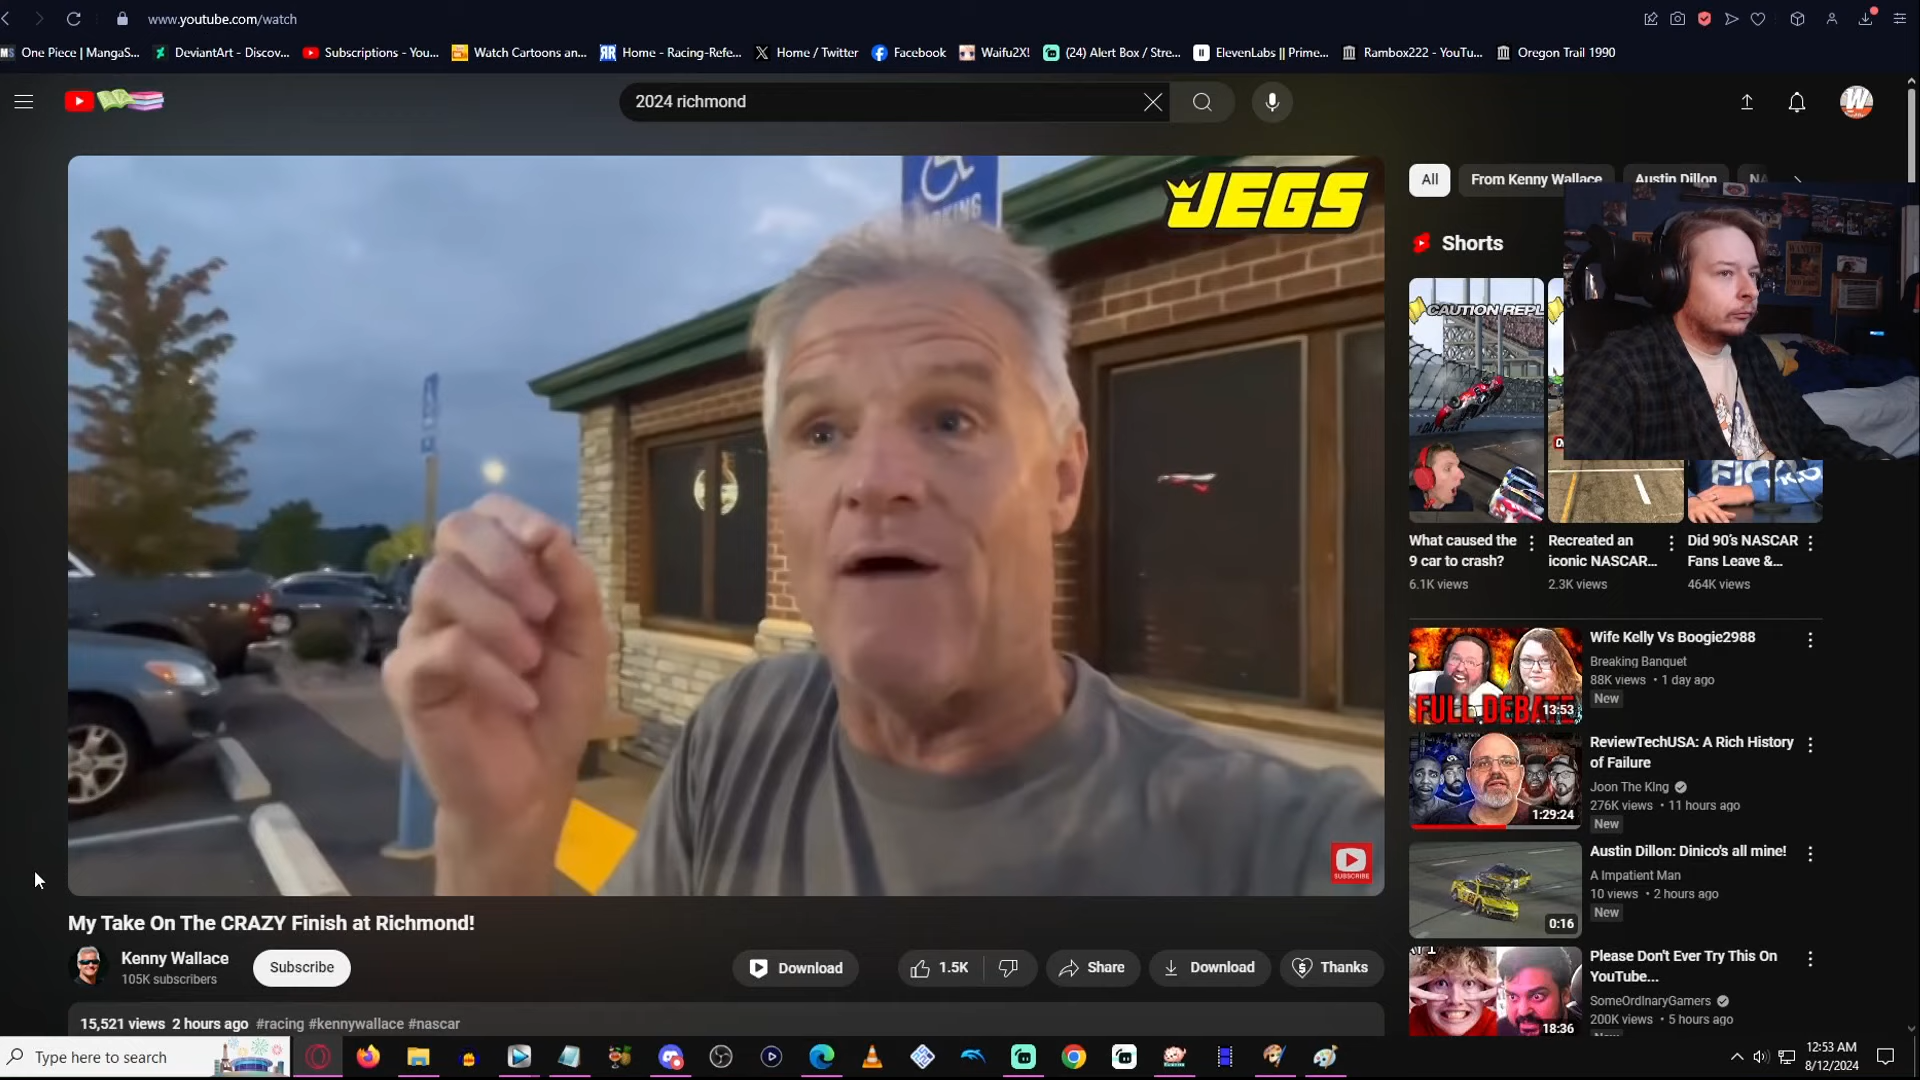 www.youtube.com/watch
One Piece | MangaS...
DeviantArt - Discov...
Subscriptions - You...
Watch Cartoons an...
Home - Racing-Refe...
Home / Twitter
Facebook
Waifu2X!
(24) Alert Box / Stre...
ElevenLabs || Prime...
Rambox222 - YouTu...
Oregon Trail 1990
2024 richmond
JEGS
All
From Kenny Wallace
Austin Dillon
Shorts
CAUTION REPL
What caused the
9 car to crash?
6.1K views
Recreated an
iconic NASCAR...
2.3K views
Did 90's NASCAR
Fans Leave &...
464K views
Wife Kelly Vs Boogie2988
Breaking Banquet
88K views • 1 day ago
New
FULL DEBATE
13:53
ReviewTechUSA: A Rich History
of Failure
Joon The King
276K views • 11 hours ago
New
1:29:24
Austin Dillon: Dinico's all mine!
A Impatient Man
10 views • 2 hours ago
New
0:16
Please Don't Ever Try This On
YouTube...
SomeOrdinaryGamers
200K views • 5 hours ago
18:36
SUBSCRIBE
My Take On The CRAZY Finish at Richmond!
Kenny Wallace
105K subscribers
Subscribe
Download
1.5K
Share
Download
Thanks
15,521 views 2 hours ago #racing #kennywallace #nascar
Type here to search
12:53 AM
8/12/2024